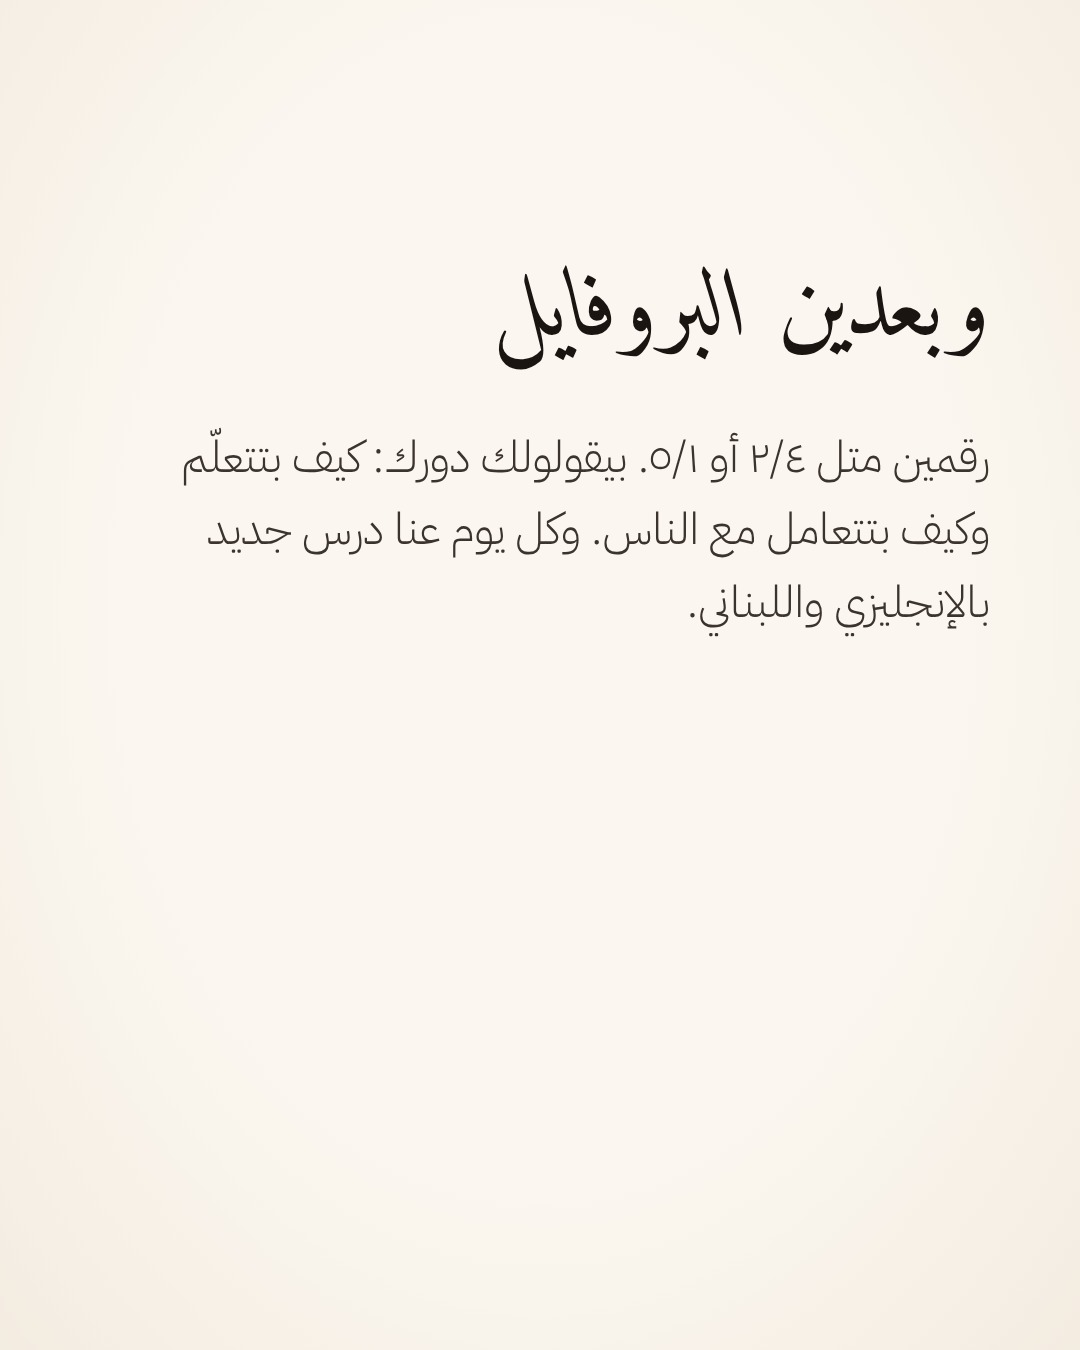 وبعدين البروفايل
رقمين متل ٢/٤ أو ٥/١. بيقولولك دورك: كيف بتتعلّم
وكيف بتتعامل مع الناس. وكل يوم عنا درس جديد
بالإنجليزي واللبناني.